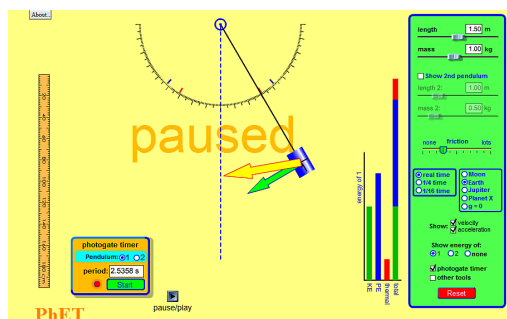 About...
length 1.50 m
mass 1.00 kg
Show 2nd pendulum
length 2: 1.00 m
mass 2: 0.50 kg
friction
none lots
real time
1/4 time
1/16 time
Moon
Earth
Jupiter
Planet X
g = 0
Show: velocity
acceleration
Show energy of:
1 2 none
photogate timer
other tools
Reset
paused
energy of 1
KE
PE
thermal
total
photogate timer
Pendulum: 1 2
period: 2.5358 s
Start
pause/play
PhET